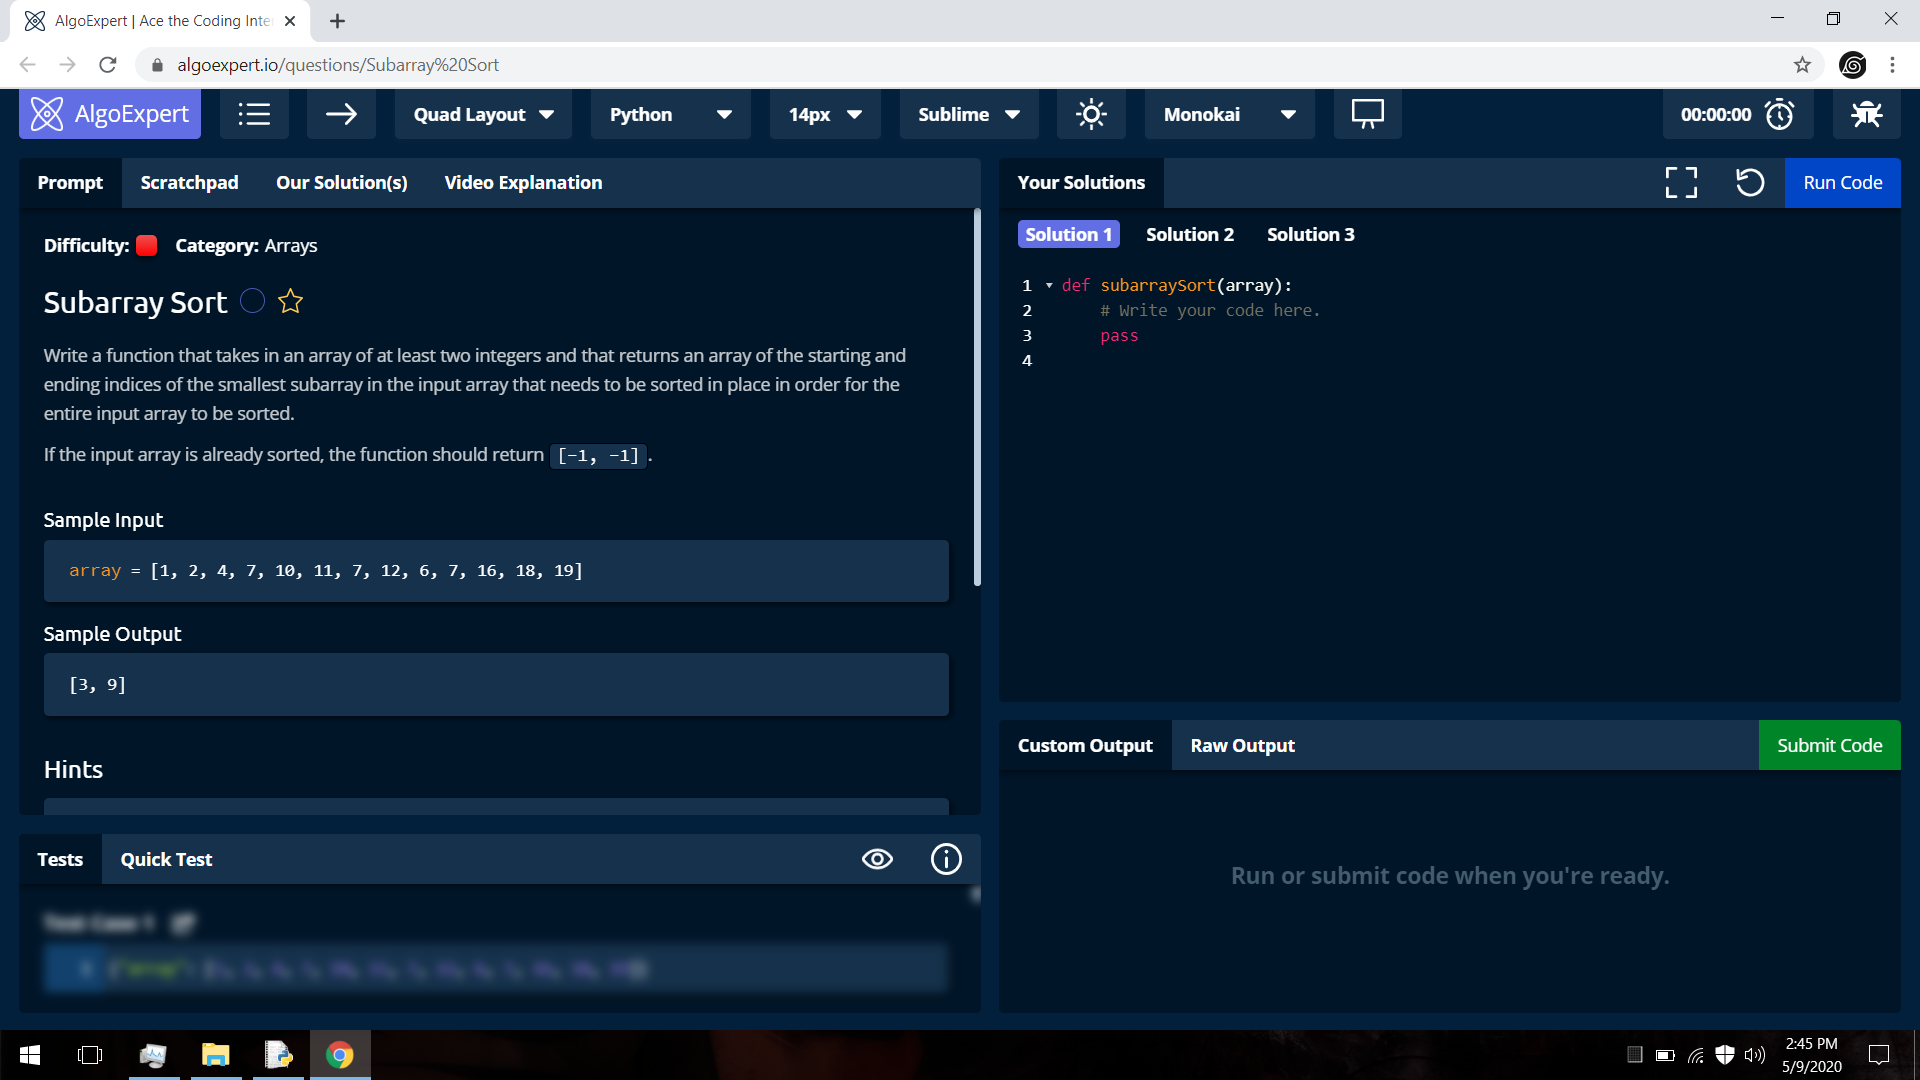 AlgoExpert | Ace the Coding Inte
algoexpert.io/questions/Subarray%20Sort
AlgoExpert
Quad Layout
Python
14px
Sublime
Monokai
00:00:00
Prompt
Scratchpad
Our Solution(s)
Video Explanation
Difficulty:
Category: Arrays
Subarray Sort
Write a function that takes in an array of at least two integers and that returns an array of the starting and
ending indices of the smallest subarray in the input array that needs to be sorted in place in order for the
entire input array to be sorted.
If the input array is already sorted, the function should return [-1, -1] .
Sample Input
array = [1, 2, 4, 7, 10, 11, 7, 12, 6, 7, 16, 18, 19]
Sample Output
[3, 9]
Hints
Tests
Quick Test
Your Solutions
Run Code
Solution 1
Solution 2
Solution 3
1 def subarraySort(array):
2 # Write your code here.
3 pass
4
Custom Output
Raw Output
Submit Code
Run or submit code when you're ready.
2:45 PM
5/9/2020